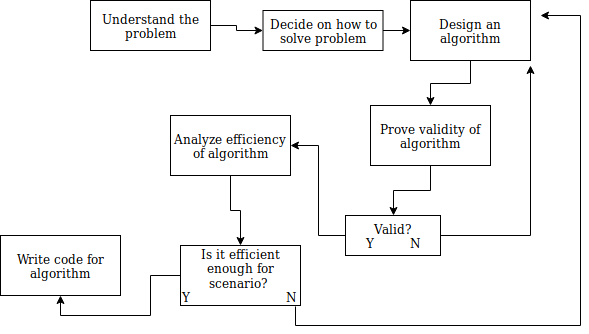 Understand the
problem
Decide on how to
solve problem
Design an
algorithm
Prove validity of
algorithm
Analyze efficiency
of algorithm
Valid?
Y N
Is it efficient
enough for
scenario?
Y N
Write code for
algorithm